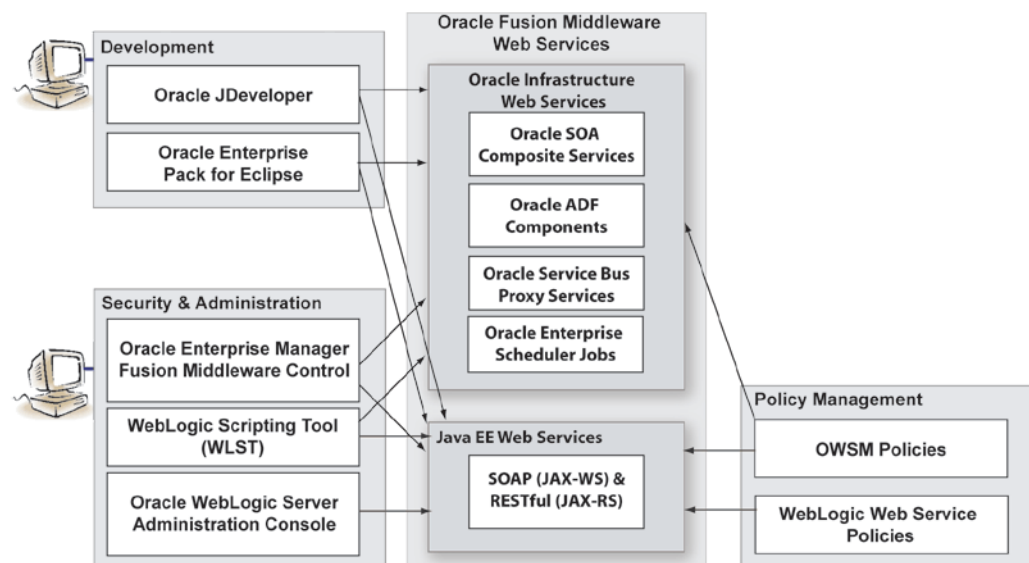 Development
Oracle JDeveloper
Oracle Enterprise
Pack for Eclipse
Security & Administration
Oracle Enterprise Manager
Fusion Middleware Control
WebLogic Scripting Tool
(WLST)
Oracle WebLogic Server
Administration Console
Oracle Fusion Middleware
Web Services
Oracle Infrastructure
Web Services
Oracle SOA
Composite Services
Oracle ADF
Components
Oracle Service Bus
Proxy Services
Oracle Enterprise
Scheduler Jobs
Java EE Web Services
SOAP (JAX-WS) &
RESTful (JAX-RS)
Policy Management
OWSM Policies
WebLogic Web Service
Policies